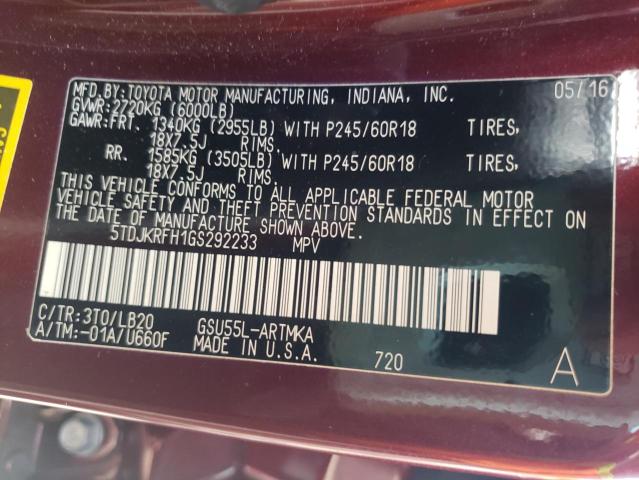 MFD.BY:TOYOTA MOTOR MANUFACTURING, INDIANA, INC. 05/16
GVWR:2720KG (6000LB)
GAWR:FRT. 1340KG (2955LB) WITH P245/60R18 TIRES,
18X7.5J RIMS.
RR. 1585KG (3505LB) WITH P245/60R18 TIRES,
18X7.5J RIMS.
THIS VEHICLE CONFORMS TO ALL APPLICABLE FEDERAL MOTOR
VEHICLE SAFETY AND THEFT PREVENTION STANDARDS IN EFFECT ON
THE DATE OF MANUFACTURE SHOWN ABOVE.
5TDJKRFH1GS292233 MPV
C/TR:3T0/LB20 GSU55L-ARTMKA
A/TM:-01A/U660F MADE IN U.S.A. 720 A